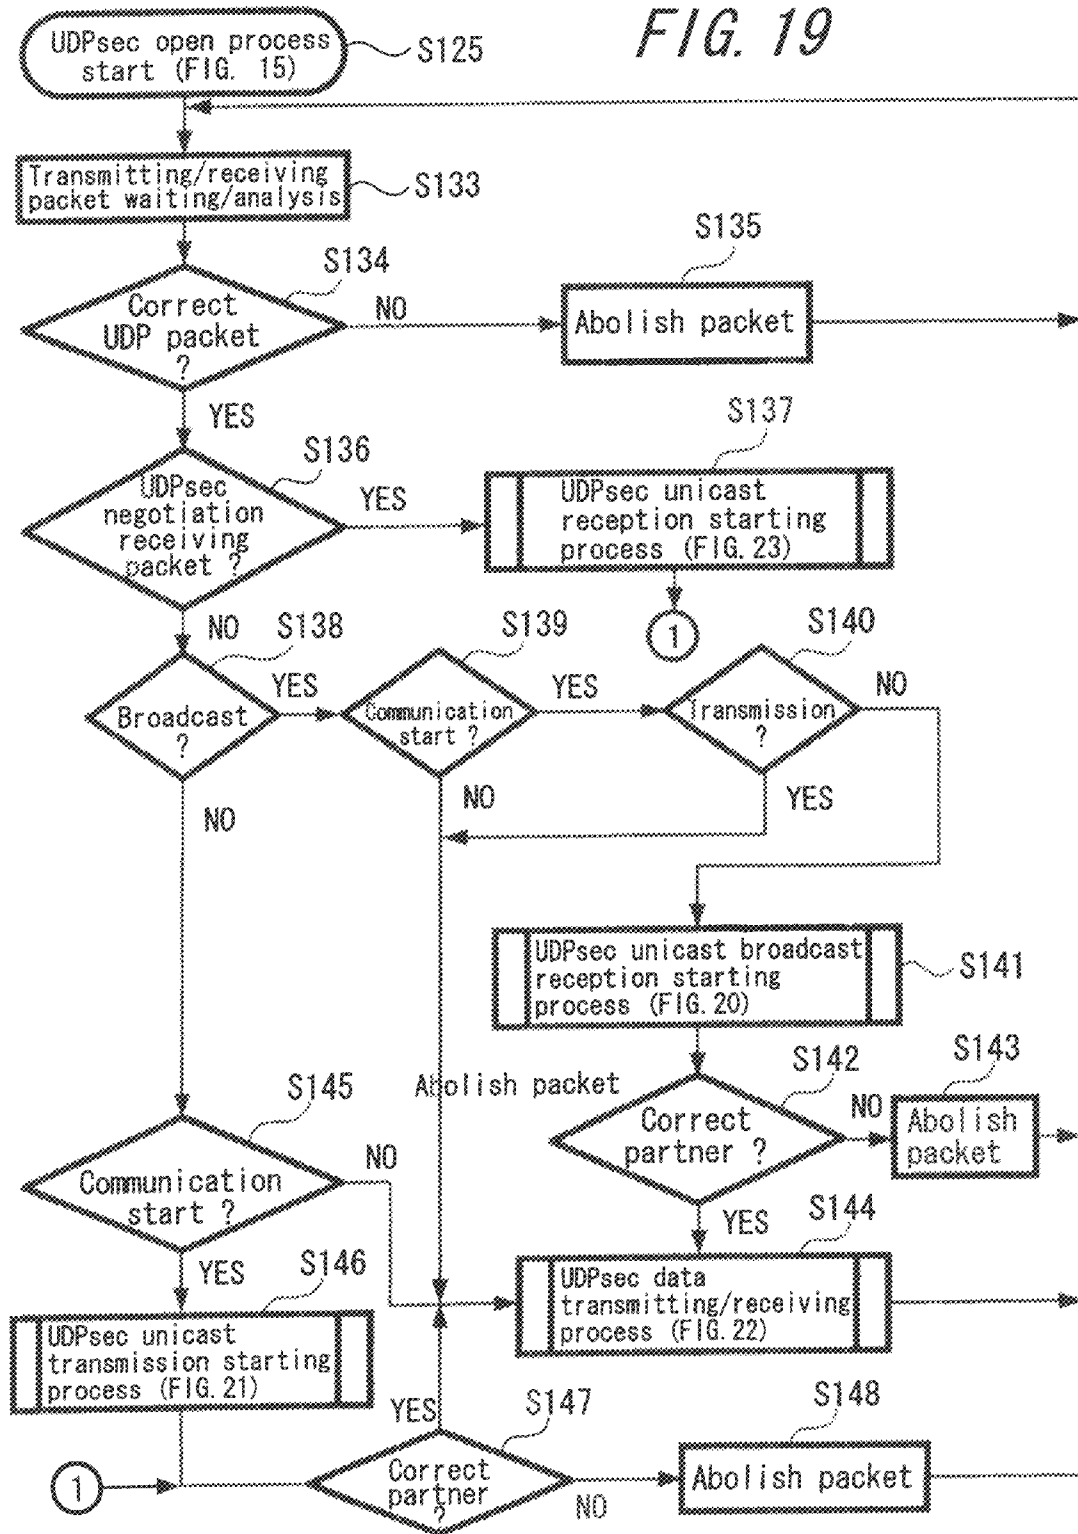 FIG. 19
UDPsec open process
start (FIG. 15)
S125
Transmitting/receiving
packet waiting/analysis
S133
S134
Correct
UDP packet
?
NO
S135
Abolish packet
YES
S136
UDPsec
negotiation
receiving
packet ?
YES
S137
UDPsec unicast
reception starting
process (FIG. 23)
1
NO
S138
Broadcast
?
YES
S139
Communication
start ?
YES
S140
Transmission
?
NO
NO
NO
YES
UDPsec unicast broadcast
reception starting
process (FIG. 20)
S141
Abolish packet
S142
Correct
partner ?
NO
S143
Abolish
packet
S145
Communication
start ?
NO
YES
S144
UDPsec data
transmitting/receiving
process (FIG. 22)
YES
S146
UDPsec unicast
transmission starting
process (FIG. 21)
YES
S147
Correct
partner
?
1
NO
S148
Abolish packet